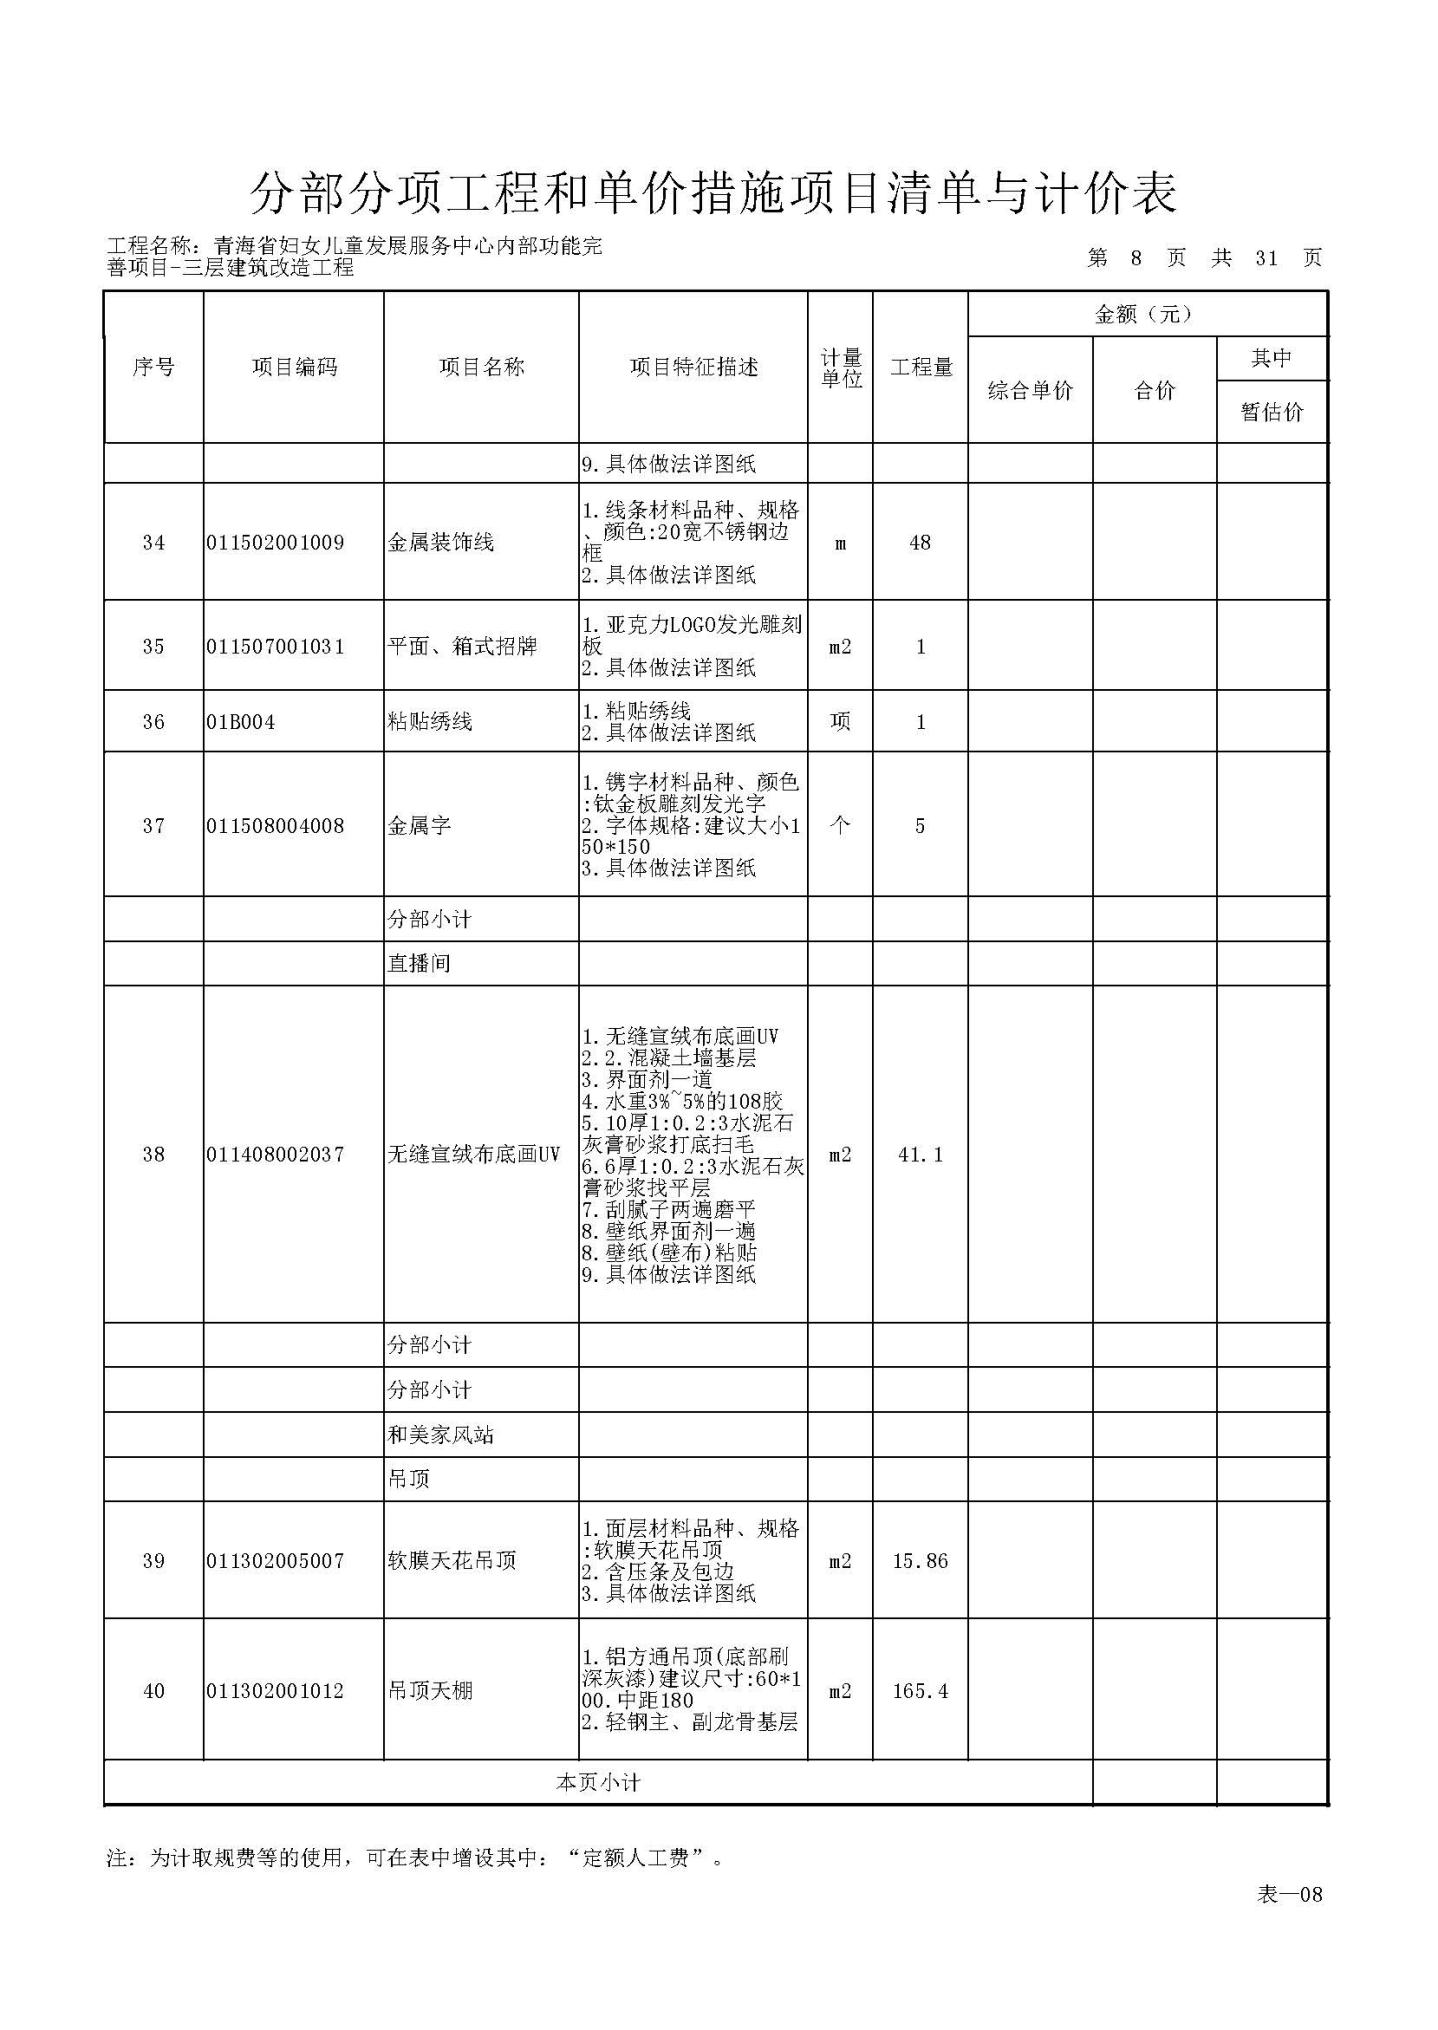 分部分项工程和单价措施项目清单与计价表
工程名称：青海省妇女儿童发展服务中心内部功能完
善项目-三层建筑改造工程
第 8 页 共 31 页
序号 项目编码 项目名称 项目特征描述 计量 工程量 金额（元）
单位
综合单价 合价 其中
暂估价
9.具体做法详图纸
34 011502001009 金属装饰线 1.线条材料品种、规格 m 48
、颜色:20宽不锈钢边
框
2.具体做法详图纸
35 011507001031 平面、箱式招牌 1.亚克力LOGO发光雕刻 m2 1
板
2.具体做法详图纸
36 01B004 粘贴绣线 1.粘贴绣线 项 1
2.具体做法详图纸
37 011508004008 金属字 1.镌字材料品种、颜色 个 5
:钛金板雕刻发光字
2.字体规格:建议大小1
50*150
3.具体做法详图纸
分部小计
直播间
38 011408002037 无缝宣绒布底画UV 1.无缝宣绒布底画UV m2 41.1
2.2.混凝土墙基层
3.界面剂一道
4.水重3%~5%的108胶
5.10厚1:0.2:3水泥石
灰膏砂浆打底扫毛
6.6厚1:0.2:3水泥石灰
膏砂浆找平层
7.刮腻子两遍磨平
8.壁纸界面剂一遍
8.壁纸(壁布)粘贴
9.具体做法详图纸
分部小计
分部小计
和美家风站
吊顶
39 011302005007 软膜天花吊顶 1.面层材料品种、规格 m2 15.86
:软膜天花吊顶
2.含压条及包边
3.具体做法详图纸
40 011302001012 吊顶天棚 1.铝方通吊顶(底部刷 m2 165.4
深灰漆)建议尺寸:60*1
00.中距180
2.轻钢主、副龙骨基层
本页小计
注：为计取规费等的使用，可在表中增设其中：“定额人工费”。
表—08